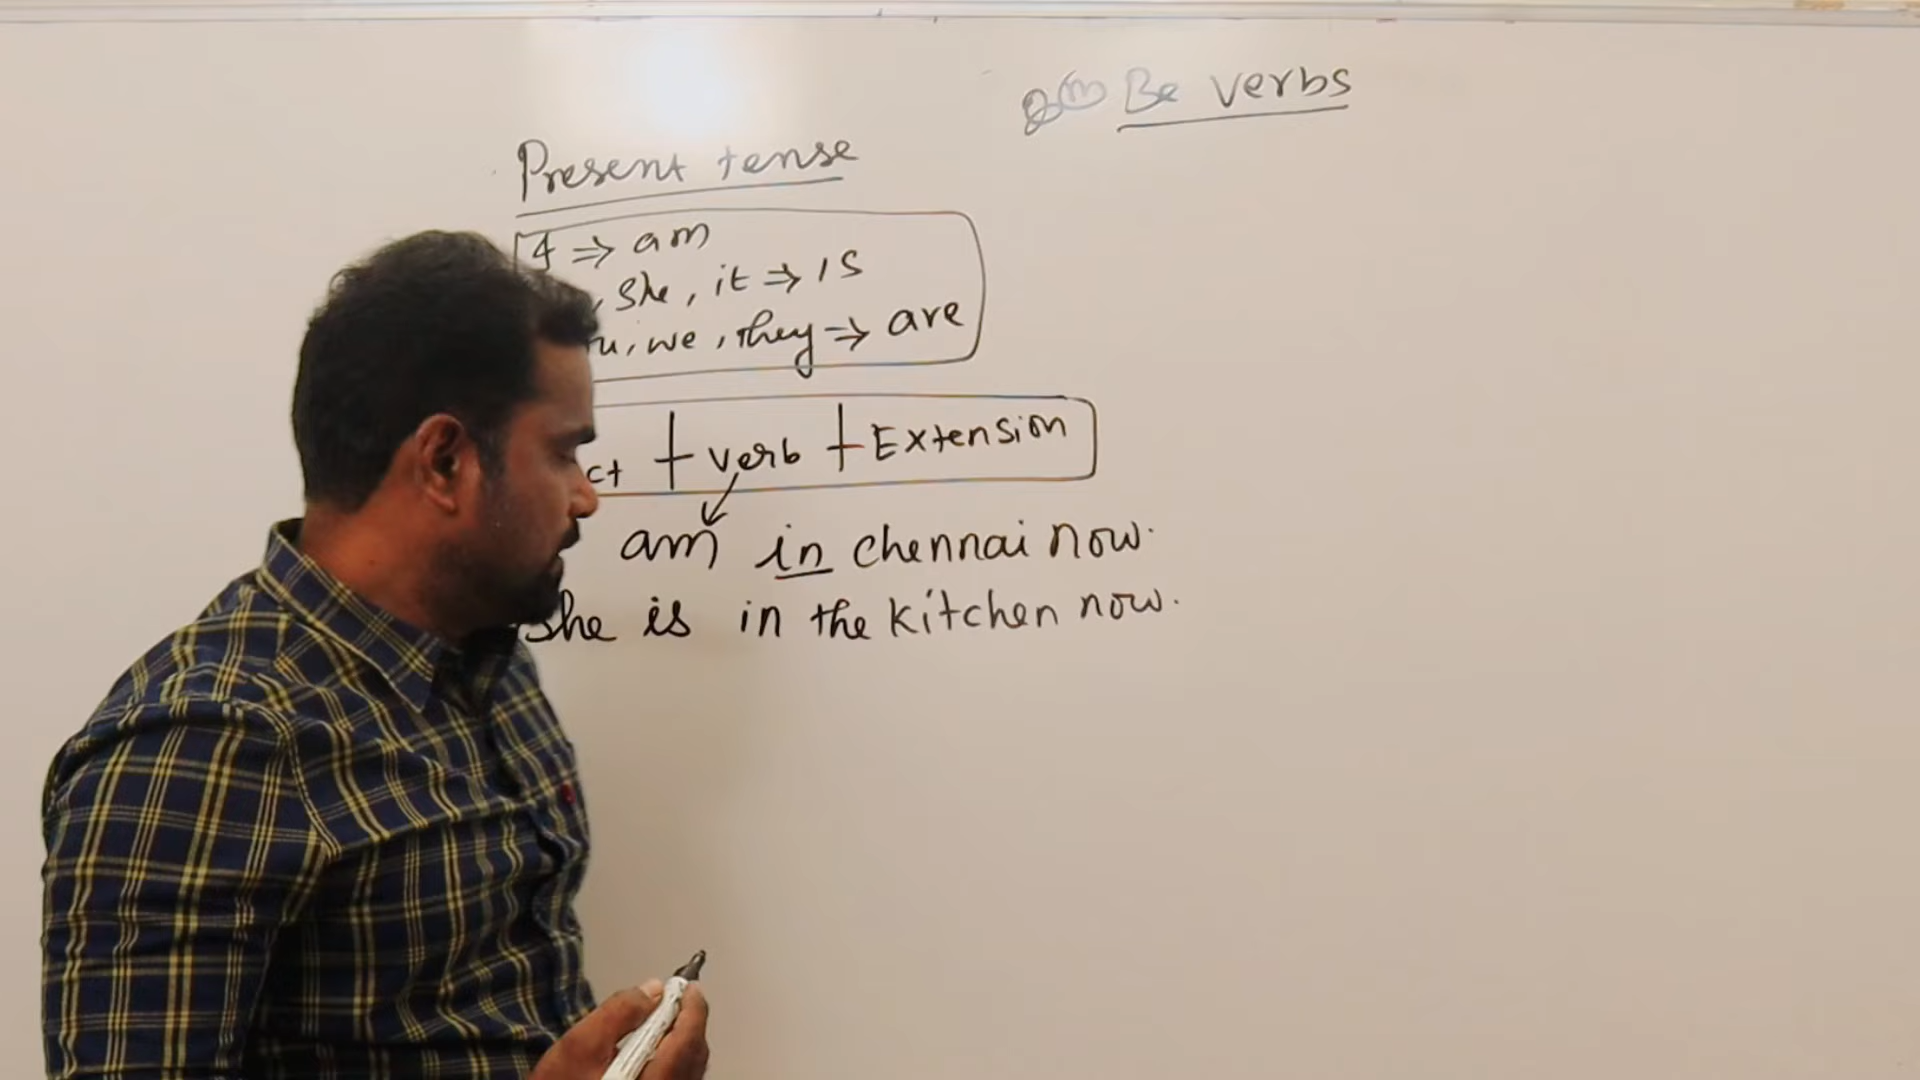 Be verbs
Present tense
I ⇒ am
, She, it ⇒ is
u, we, they ⇒ are
ct + verb + Extension
am in chennai now.
She is in the kitchen now.